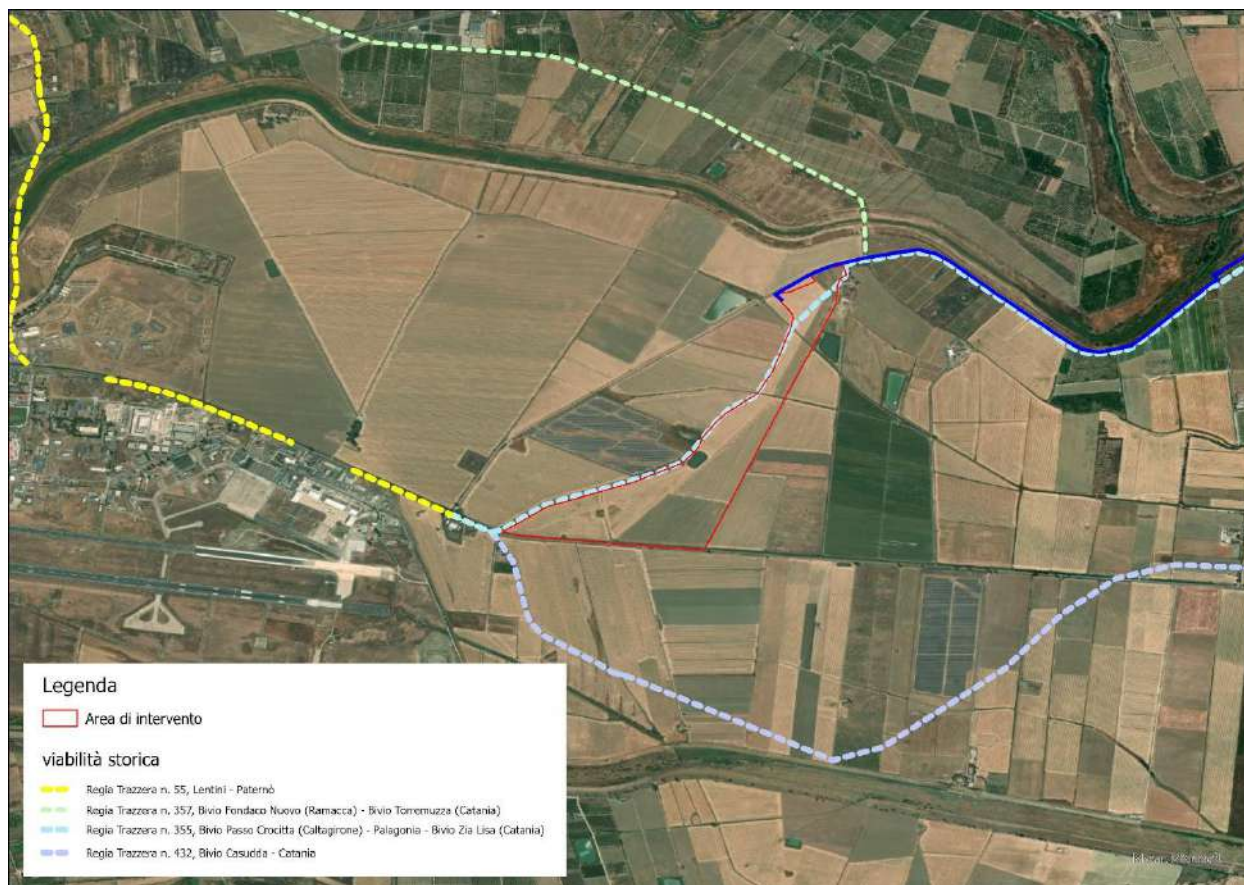 Legenda
Area di intervento
viabilità storica
Regia Trazzera n. 55, Lentini - Paternò
Regia Trazzera n. 357, Bivio Fondaco Nuovo (Ramacca) - Bivio Torremuzza (Catania)
Regia Trazzera n. 355, Bivio Passo Crocitta (Caltagirone) - Palagonia - Bivio Zia Lisa (Catania)
Regia Trazzera n. 432, Bivio Casudda - Catania